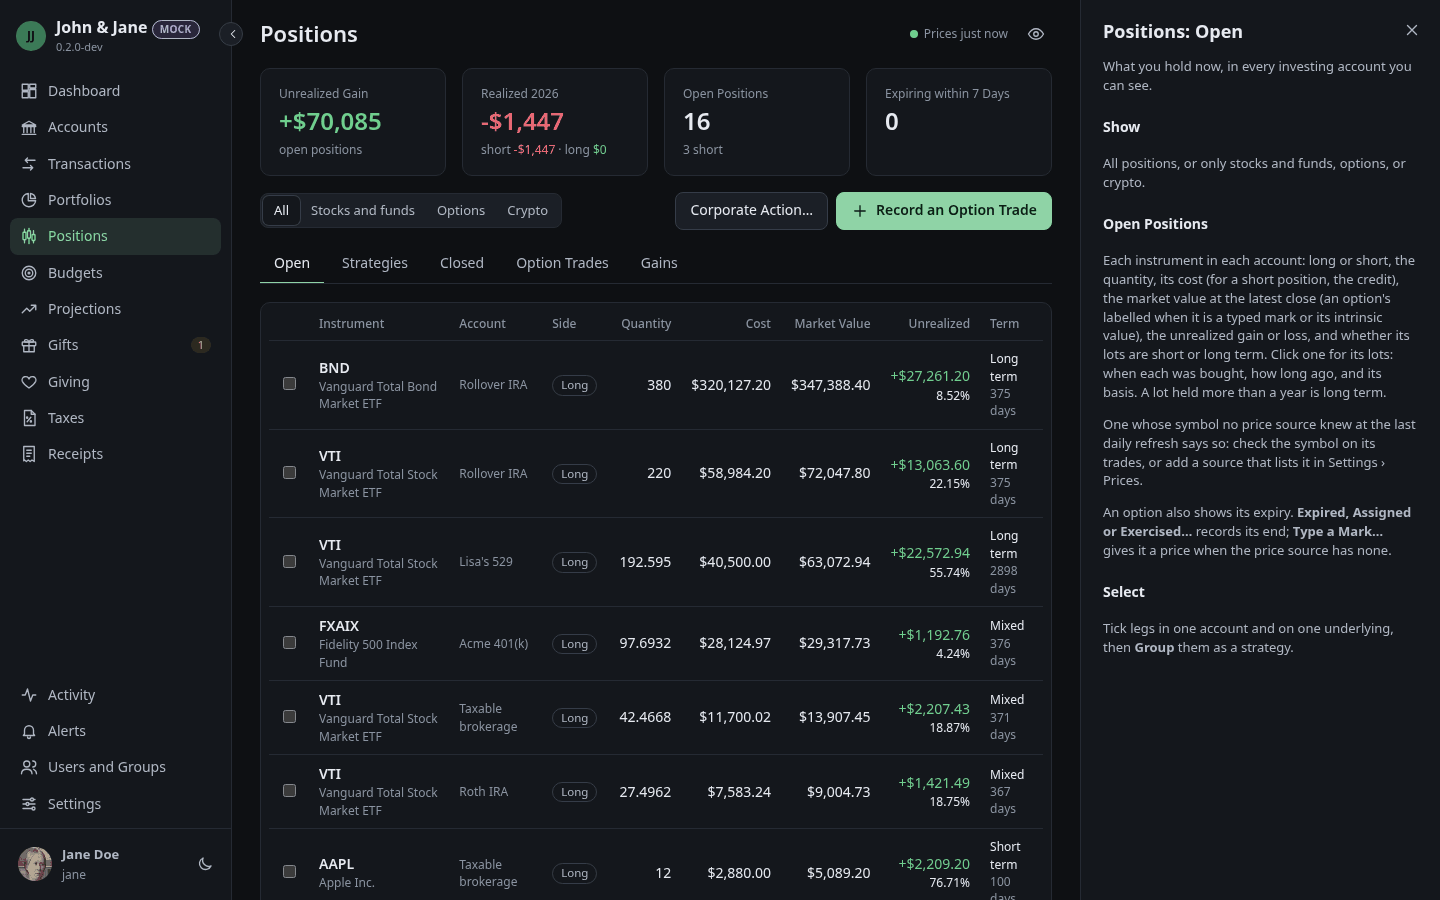 JJ
John & Jane MOCK
0.2.0-dev
Dashboard
Accounts
Transactions
Portfolios
Positions
Budgets
Projections
Gifts 1
Giving
Taxes
Receipts
Activity
Alerts
Users and Groups
Settings
Jane Doe
jane
Positions
Prices just now
Unrealized Gain
+$70,085
open positions
Realized 2026
-$1,447
short -$1,447 · long $0
Open Positions
16
3 short
Expiring within 7 Days
0
All Stocks and funds Options Crypto
Corporate Action...
+ Record an Option Trade
Open Strategies Closed Option Trades Gains
Instrument Account Side Quantity Cost Market Value Unrealized Term
BND
Vanguard Total Bond
Market ETF
Rollover IRA Long 380 $320,127.20 $347,388.40
+$27,261.20
8.52%
Long
term
375
days
VTI
Vanguard Total Stock
Market ETF
Rollover IRA Long 220 $58,984.20 $72,047.80
+$13,063.60
22.15%
Long
term
375
days
VTI
Vanguard Total Stock
Market ETF
Lisa's 529 Long 192.595 $40,500.00 $63,072.94
+$22,572.94
55.74%
Long
term
2898
days
FXAIX
Fidelity 500 Index
Fund
Acme 401(k) Long 97.6932 $28,124.97 $29,317.73
+$1,192.76
4.24%
Mixed
376
days
VTI
Vanguard Total Stock
Market ETF
Taxable
brokerage
Long 42.4668 $11,700.02 $13,907.45
+$2,207.43
18.87%
Mixed
371
days
VTI
Vanguard Total Stock
Market ETF
Roth IRA Long 27.4962 $7,583.24 $9,004.73
+$1,421.49
18.75%
Mixed
367
days
AAPL
Apple Inc.
Taxable
brokerage
Long 12 $2,880.00 $5,089.20
+$2,209.20
76.71%
Short
term
100
days
Positions: Open
What you hold now, in every investing account you
can see.
Show
All positions, or only stocks and funds, options, or
crypto.
Open Positions
Each instrument in each account: long or short, the
quantity, its cost (for a short position, the credit),
the market value at the latest close (an option's
labelled when it is a typed mark or its intrinsic
value), the unrealized gain or loss, and whether its
lots are short or long term. Click one for its lots:
when each was bought, how long ago, and its
basis. A lot held more than a year is long term.
One whose symbol no price source knew at the last
daily refresh says so: check the symbol on its
trades, or add a source that lists it in Settings ›
Prices.
An option also shows its expiry. Expired, Assigned
or Exercised... records its end; Type a Mark...
gives it a price when the price source has none.
Select
Tick legs in one account and on one underlying,
then Group them as a strategy.